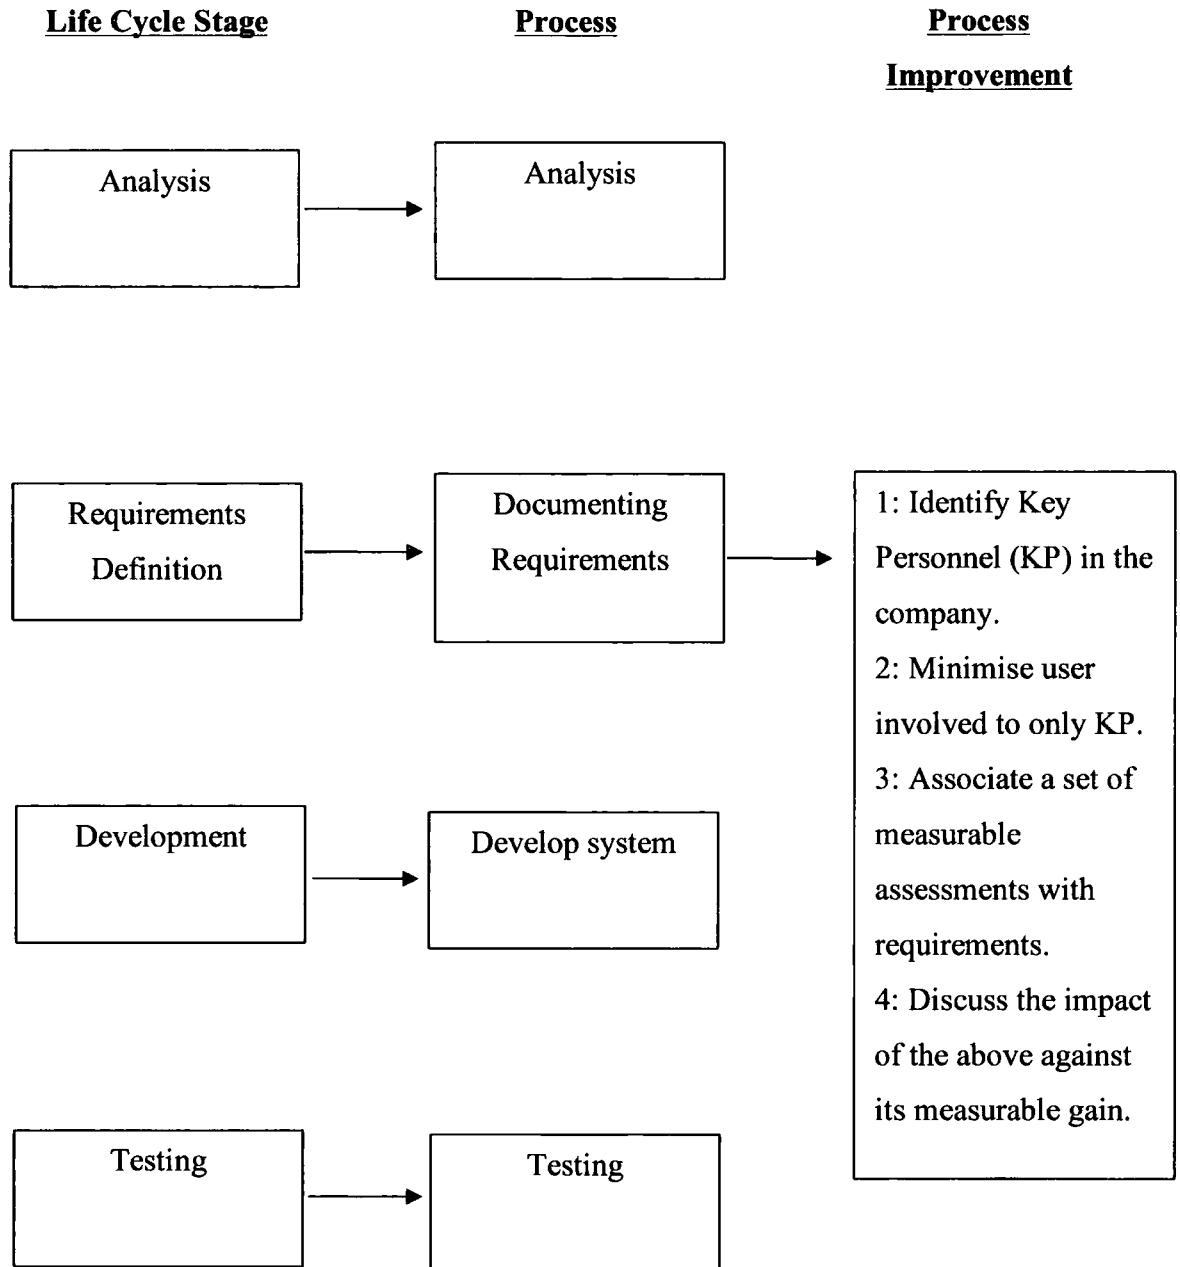 Life Cycle Stage
Process
Process
Improvement
Analysis
Analysis
Requirements
Definition
Documenting
Requirements
1: Identify Key
Personnel (KP) in the
company.
2: Minimise user
involved to only KP.
3: Associate a set of
measurable
assessments with
requirements.
4: Discuss the impact
of the above against
its measurable gain.
Development
Develop system
Testing
Testing